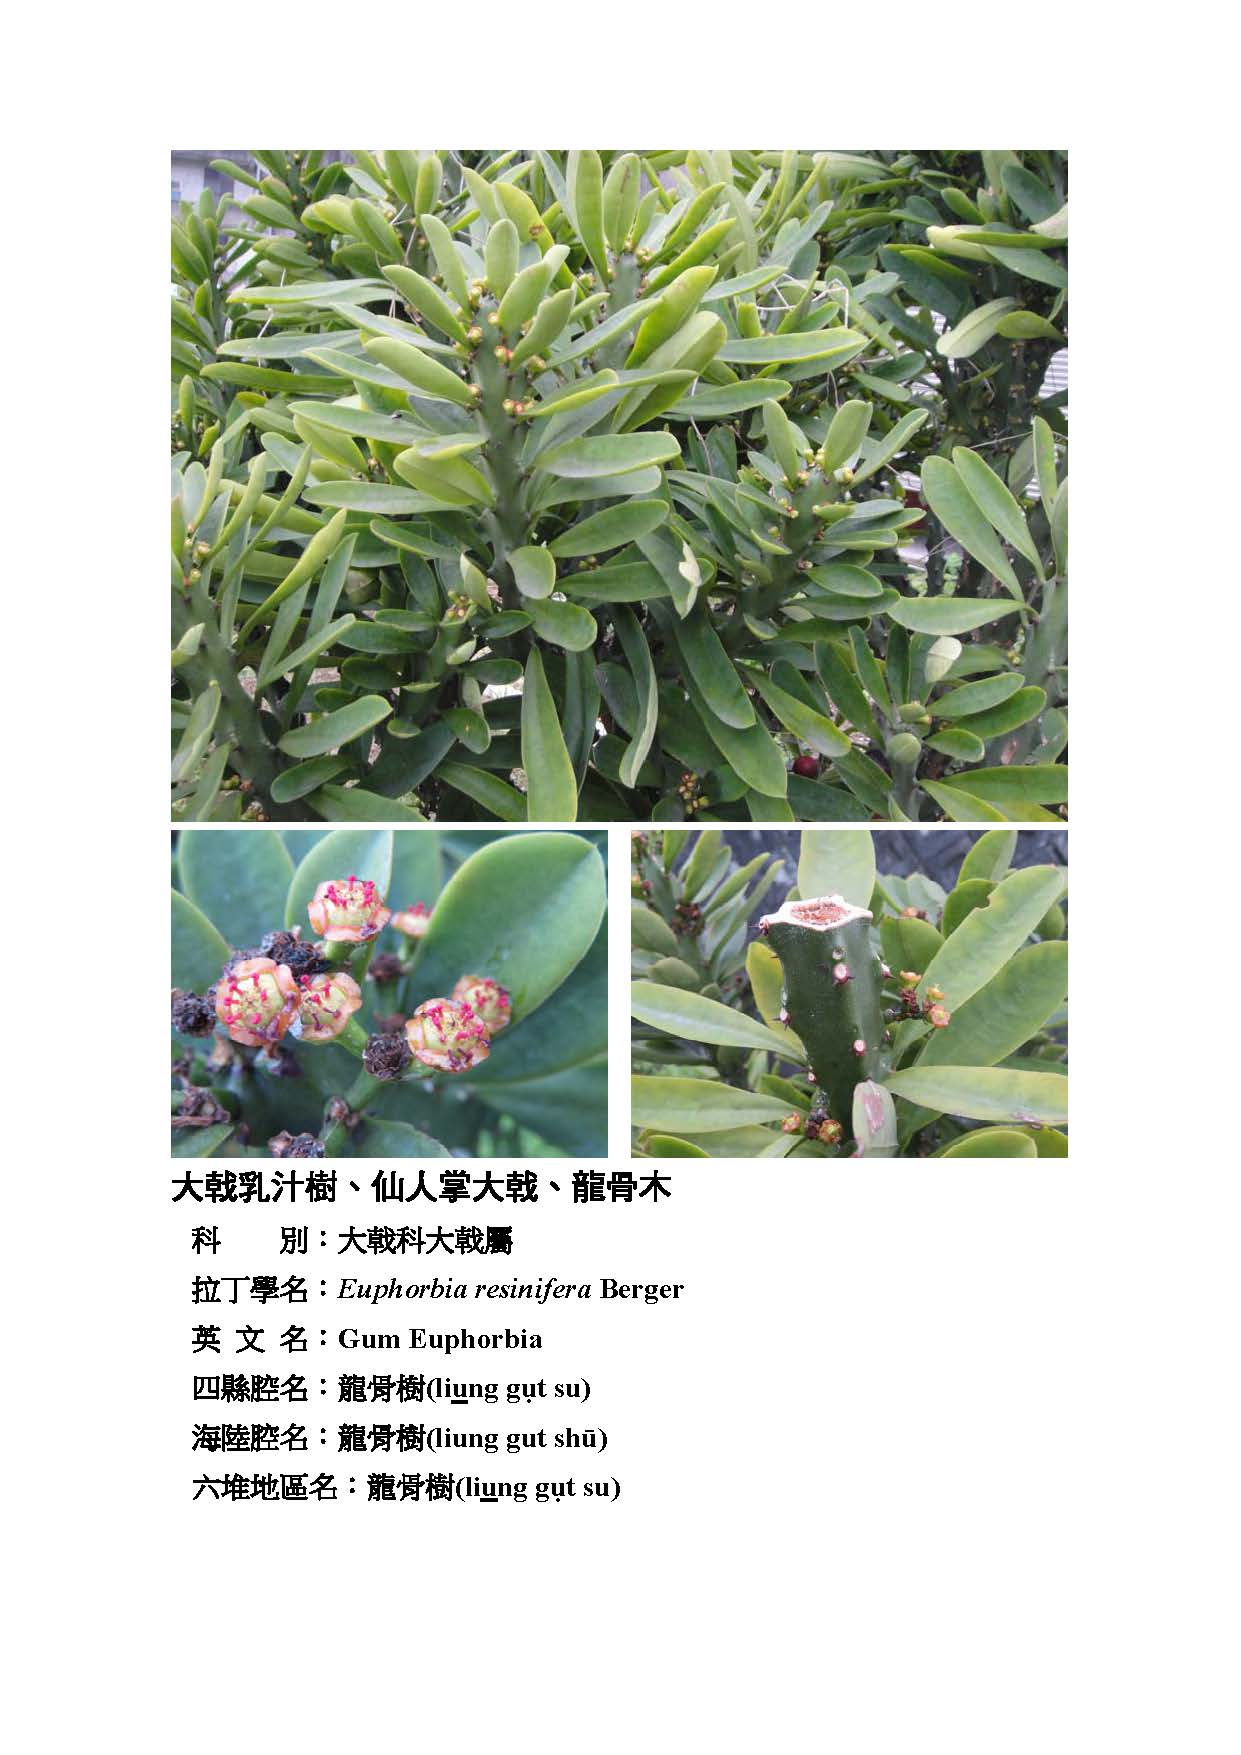 大戟乳汁樹、仙人掌大戟、龍骨木
科　　別：大戟科大戟屬
拉丁學名：Euphorbia resinifera Berger
英 文 名：Gum Euphorbia
四縣腔名：龍骨樹(liung gụt su)
海陸腔名：龍骨樹(liung gut shū)
六堆地區名：龍骨樹(liung gụt su)